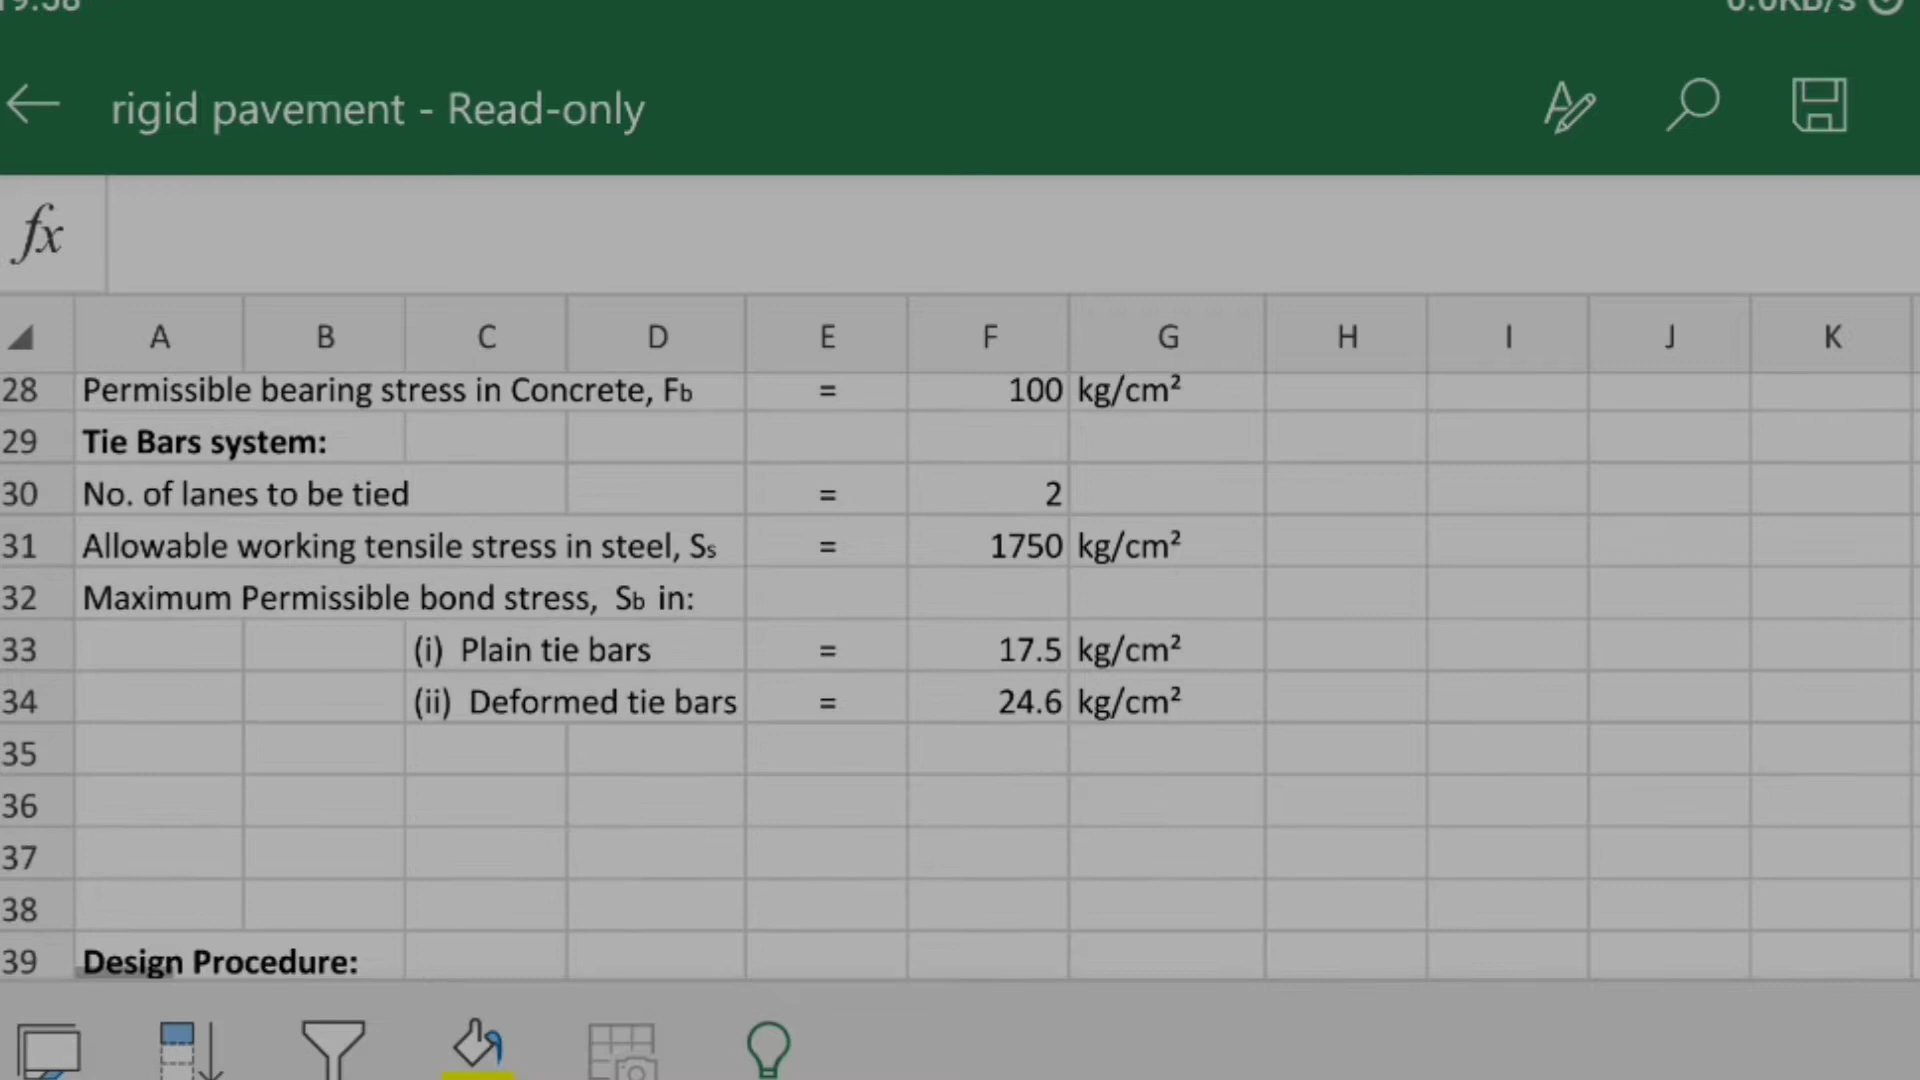 rigid pavement - Read-only
fx
A B C D E F G H I J K
28 Permissible bearing stress in Concrete, Fb = 100 kg/cm²
29 Tie Bars system:
30 No. of lanes to be tied = 2
31 Allowable working tensile stress in steel, Ss = 1750 kg/cm²
32 Maximum Permissible bond stress, Sb in:
33 (i) Plain tie bars = 17.5 kg/cm²
34 (ii) Deformed tie bars = 24.6 kg/cm²
35
36
37
38
39 Design Procedure: